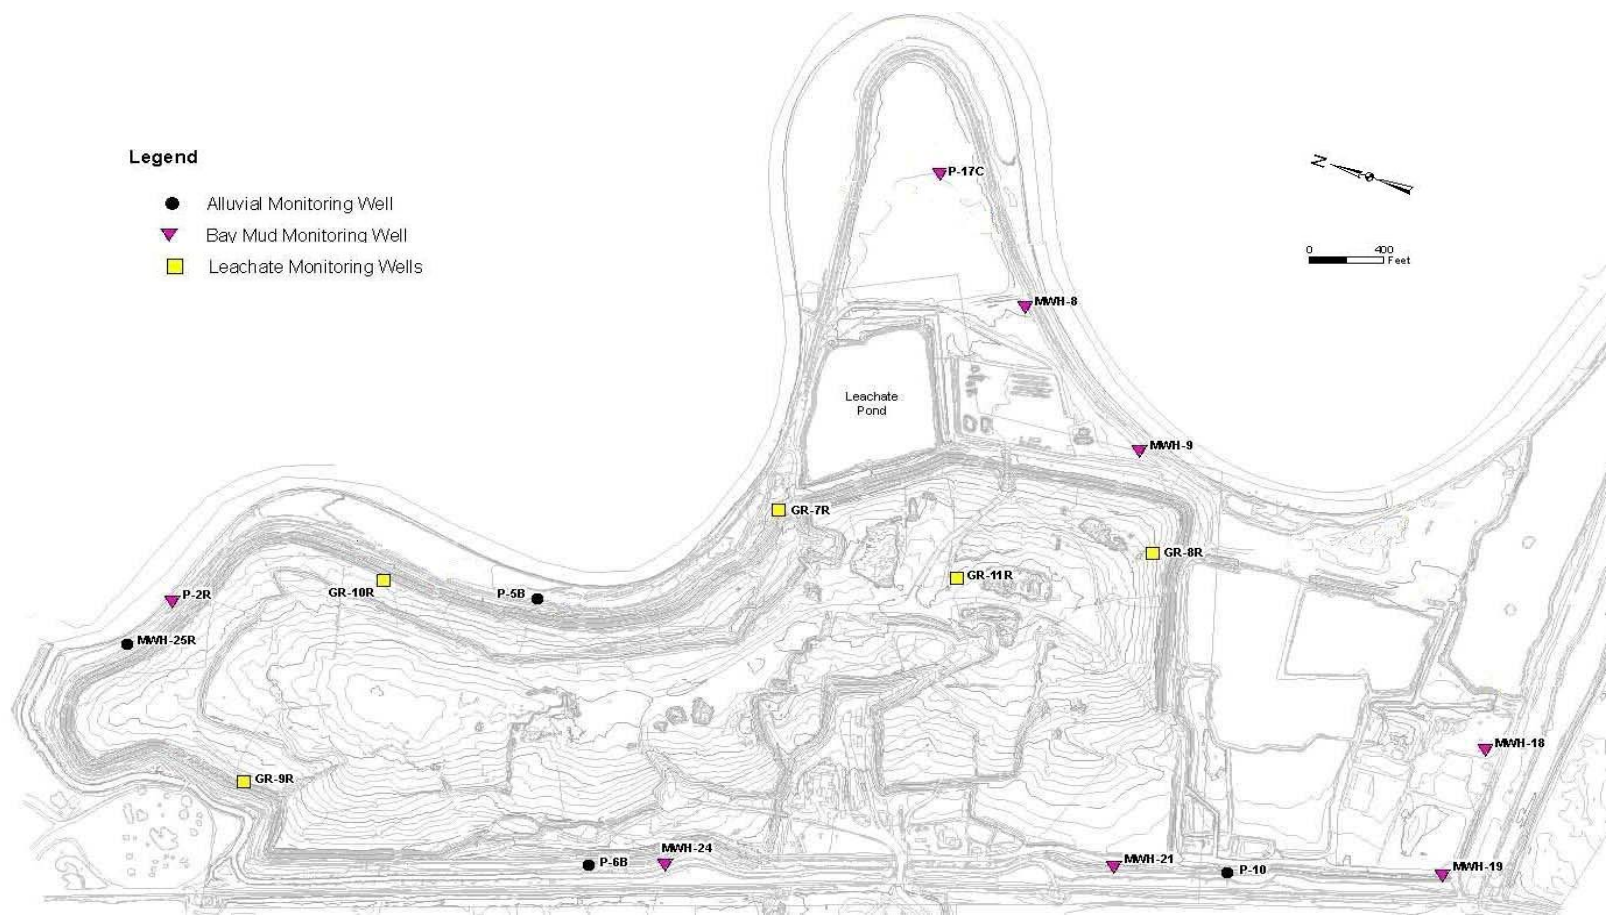 Legend
Alluvial Monitoring Well
Bay Mud Monitoring Well
Leachate Monitoring Wells
P-17C
N
0 400
Feet
MWH-8
Leachate
Pond
MWH-9
GR-7R
GR-8R
GR-11R
GR-10R
P-5B
P-2R
MWH-25R
MWH-18
GR-9R
MWH-24
P-6B
MWH-21
P-10
MWH-19